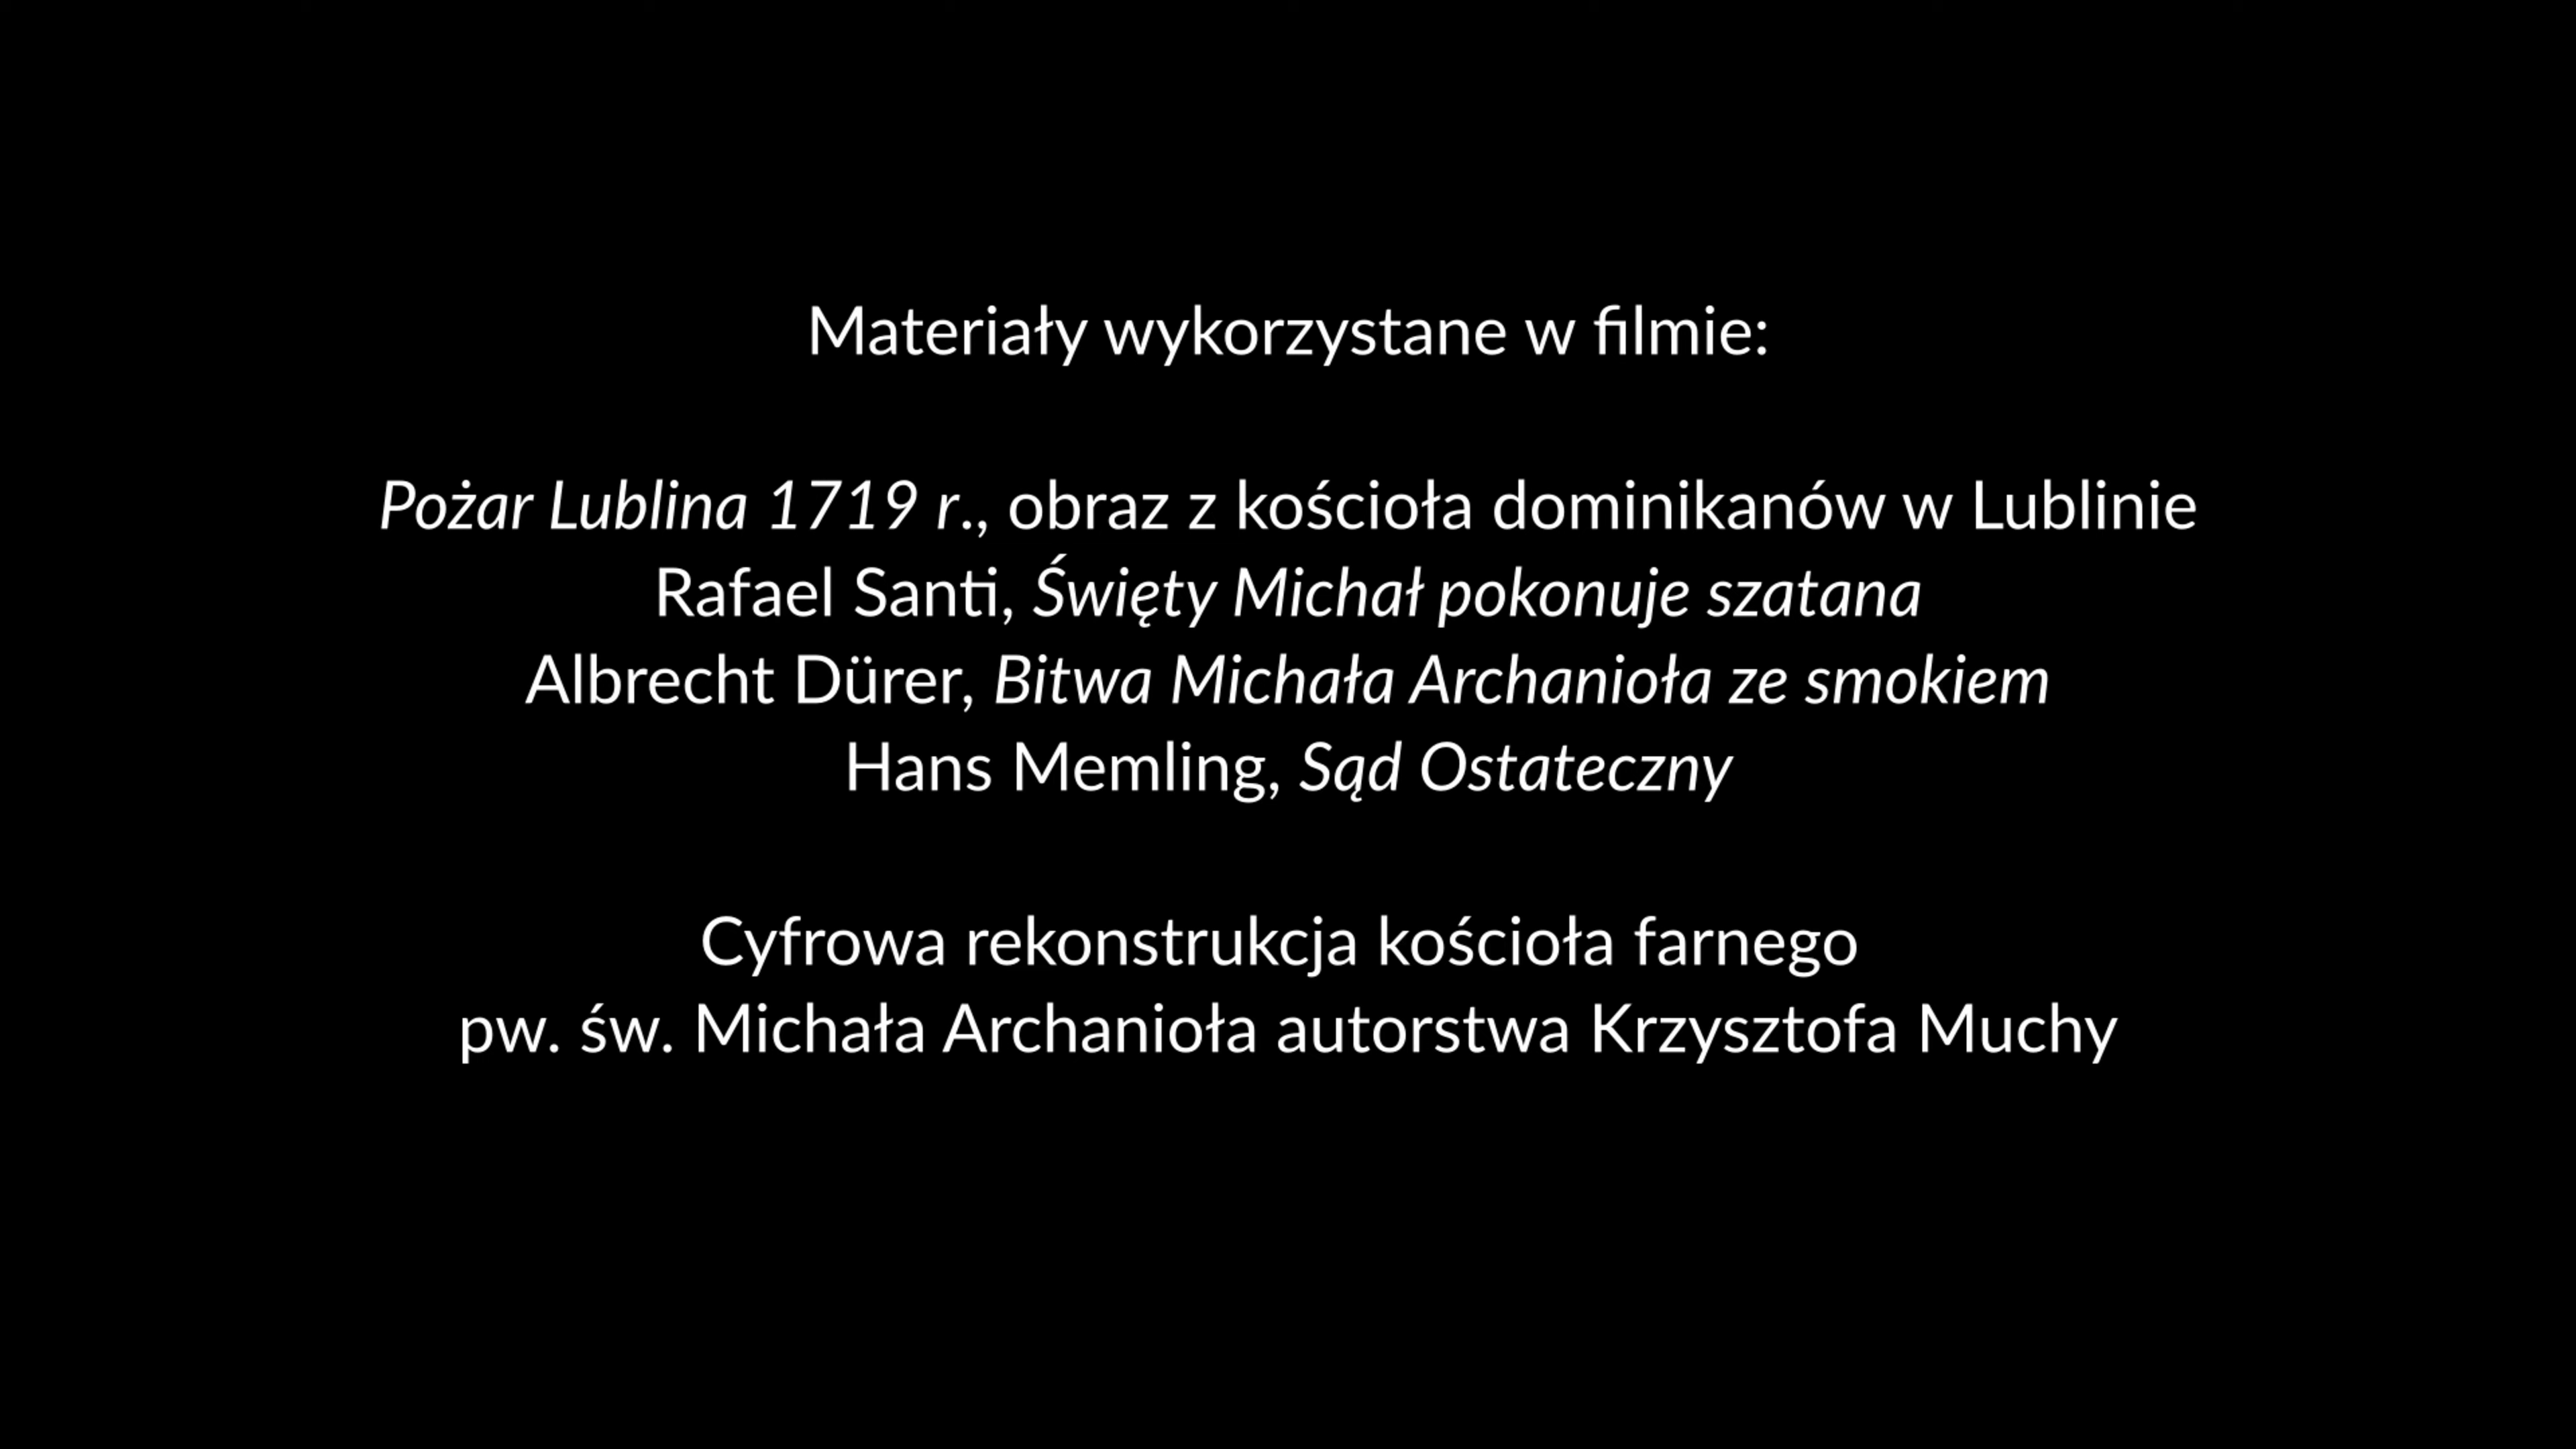 Materiały wykorzystane w filmie:
Pożar Lublina 1719 r., obraz z kościoła dominikanów w Lublinie
Rafael Santi, Święty Michał pokonuje szatana
Albrecht Dürer, Bitwa Michała Archanioła ze smokiem
Hans Memling, Sąd Ostateczny
Cyfrowa rekonstrukcja kościoła farnego
pw. św. Michała Archanioła autorstwa Krzysztofa Muchy